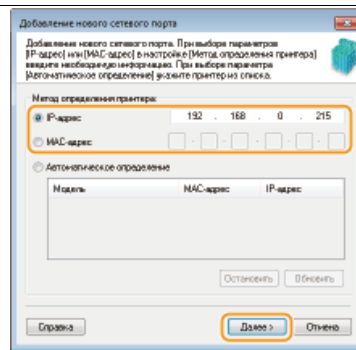 Добавление нового сетевого порта
Добавление нового сетевого порта. При выборе параметров
[IP-адрес] или [MAC-адрес] в настройке [Метод определения принтера]
введите необходимую информацию. При выборе параметра
[Автоматическое определение] укажите принтер из списка.
Метод определения принтера:
IP-адрес 192 . 168 . 0 . 215
MAC-адрес - - - - -
Автоматическое определение
Модель MAC-адрес IP-адрес
Остановить Обновить
Справка Далее > Отмена